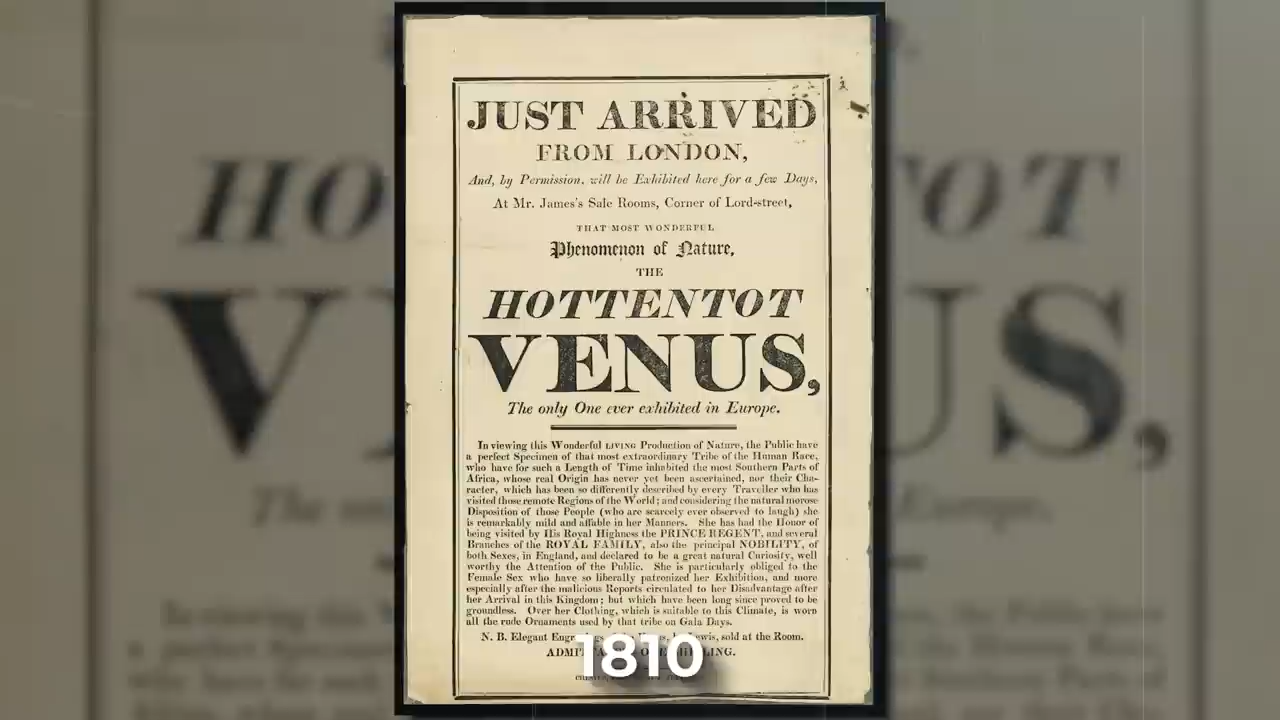 JUST ARRIVED
FROM LONDON,
And, by Permission, will be Exhibited here for a few Days,
At Mr. James's Sale Rooms, Corner of Lord-street,
THAT MOST WONDERFUL
Phenomenon of Nature,
THE
HOTTENTOT
VENUS,
The only One ever exhibited in Europe.
In viewing this Wonderful LIVING Production of Nature, the Public have
a perfect Specimen of that most extraordinary Tribe of the Human Race,
who have for such a Length of Time inhabited the most Southern Parts of
Africa, whose real Origin has never yet been ascertained, nor their Cha-
racter, which has been so differently described by every Traveller who has
visited those remote Regions of the World; and considering the natural morose
Disposition of those People (who are scarcely ever observed to laugh) she
is remarkably mild and affable in her Manners. She has had the Honor of
being visited by His Royal Highness the PRINCE REGENT, and several
Branches of the ROYAL FAMILY, also the principal NOBILITY, of
both Sexes, in England, and declared to be a great natural Curiosity, well
worthy the Attention of the Public. She is particularly obliged to the
Female Sex who have so liberally patronized her Exhibition, and more
especially after the malicious Reports circulated to her Disadvantage after
her Arrival in this Kingdom; but which have been long since proved to be
groundless. Over her Clothing, which is suitable to this Climate, is worn
all the rude Ornaments used by that tribe on Gala Days.
N. B. Elegant Lewis, sold at the Room.
1810